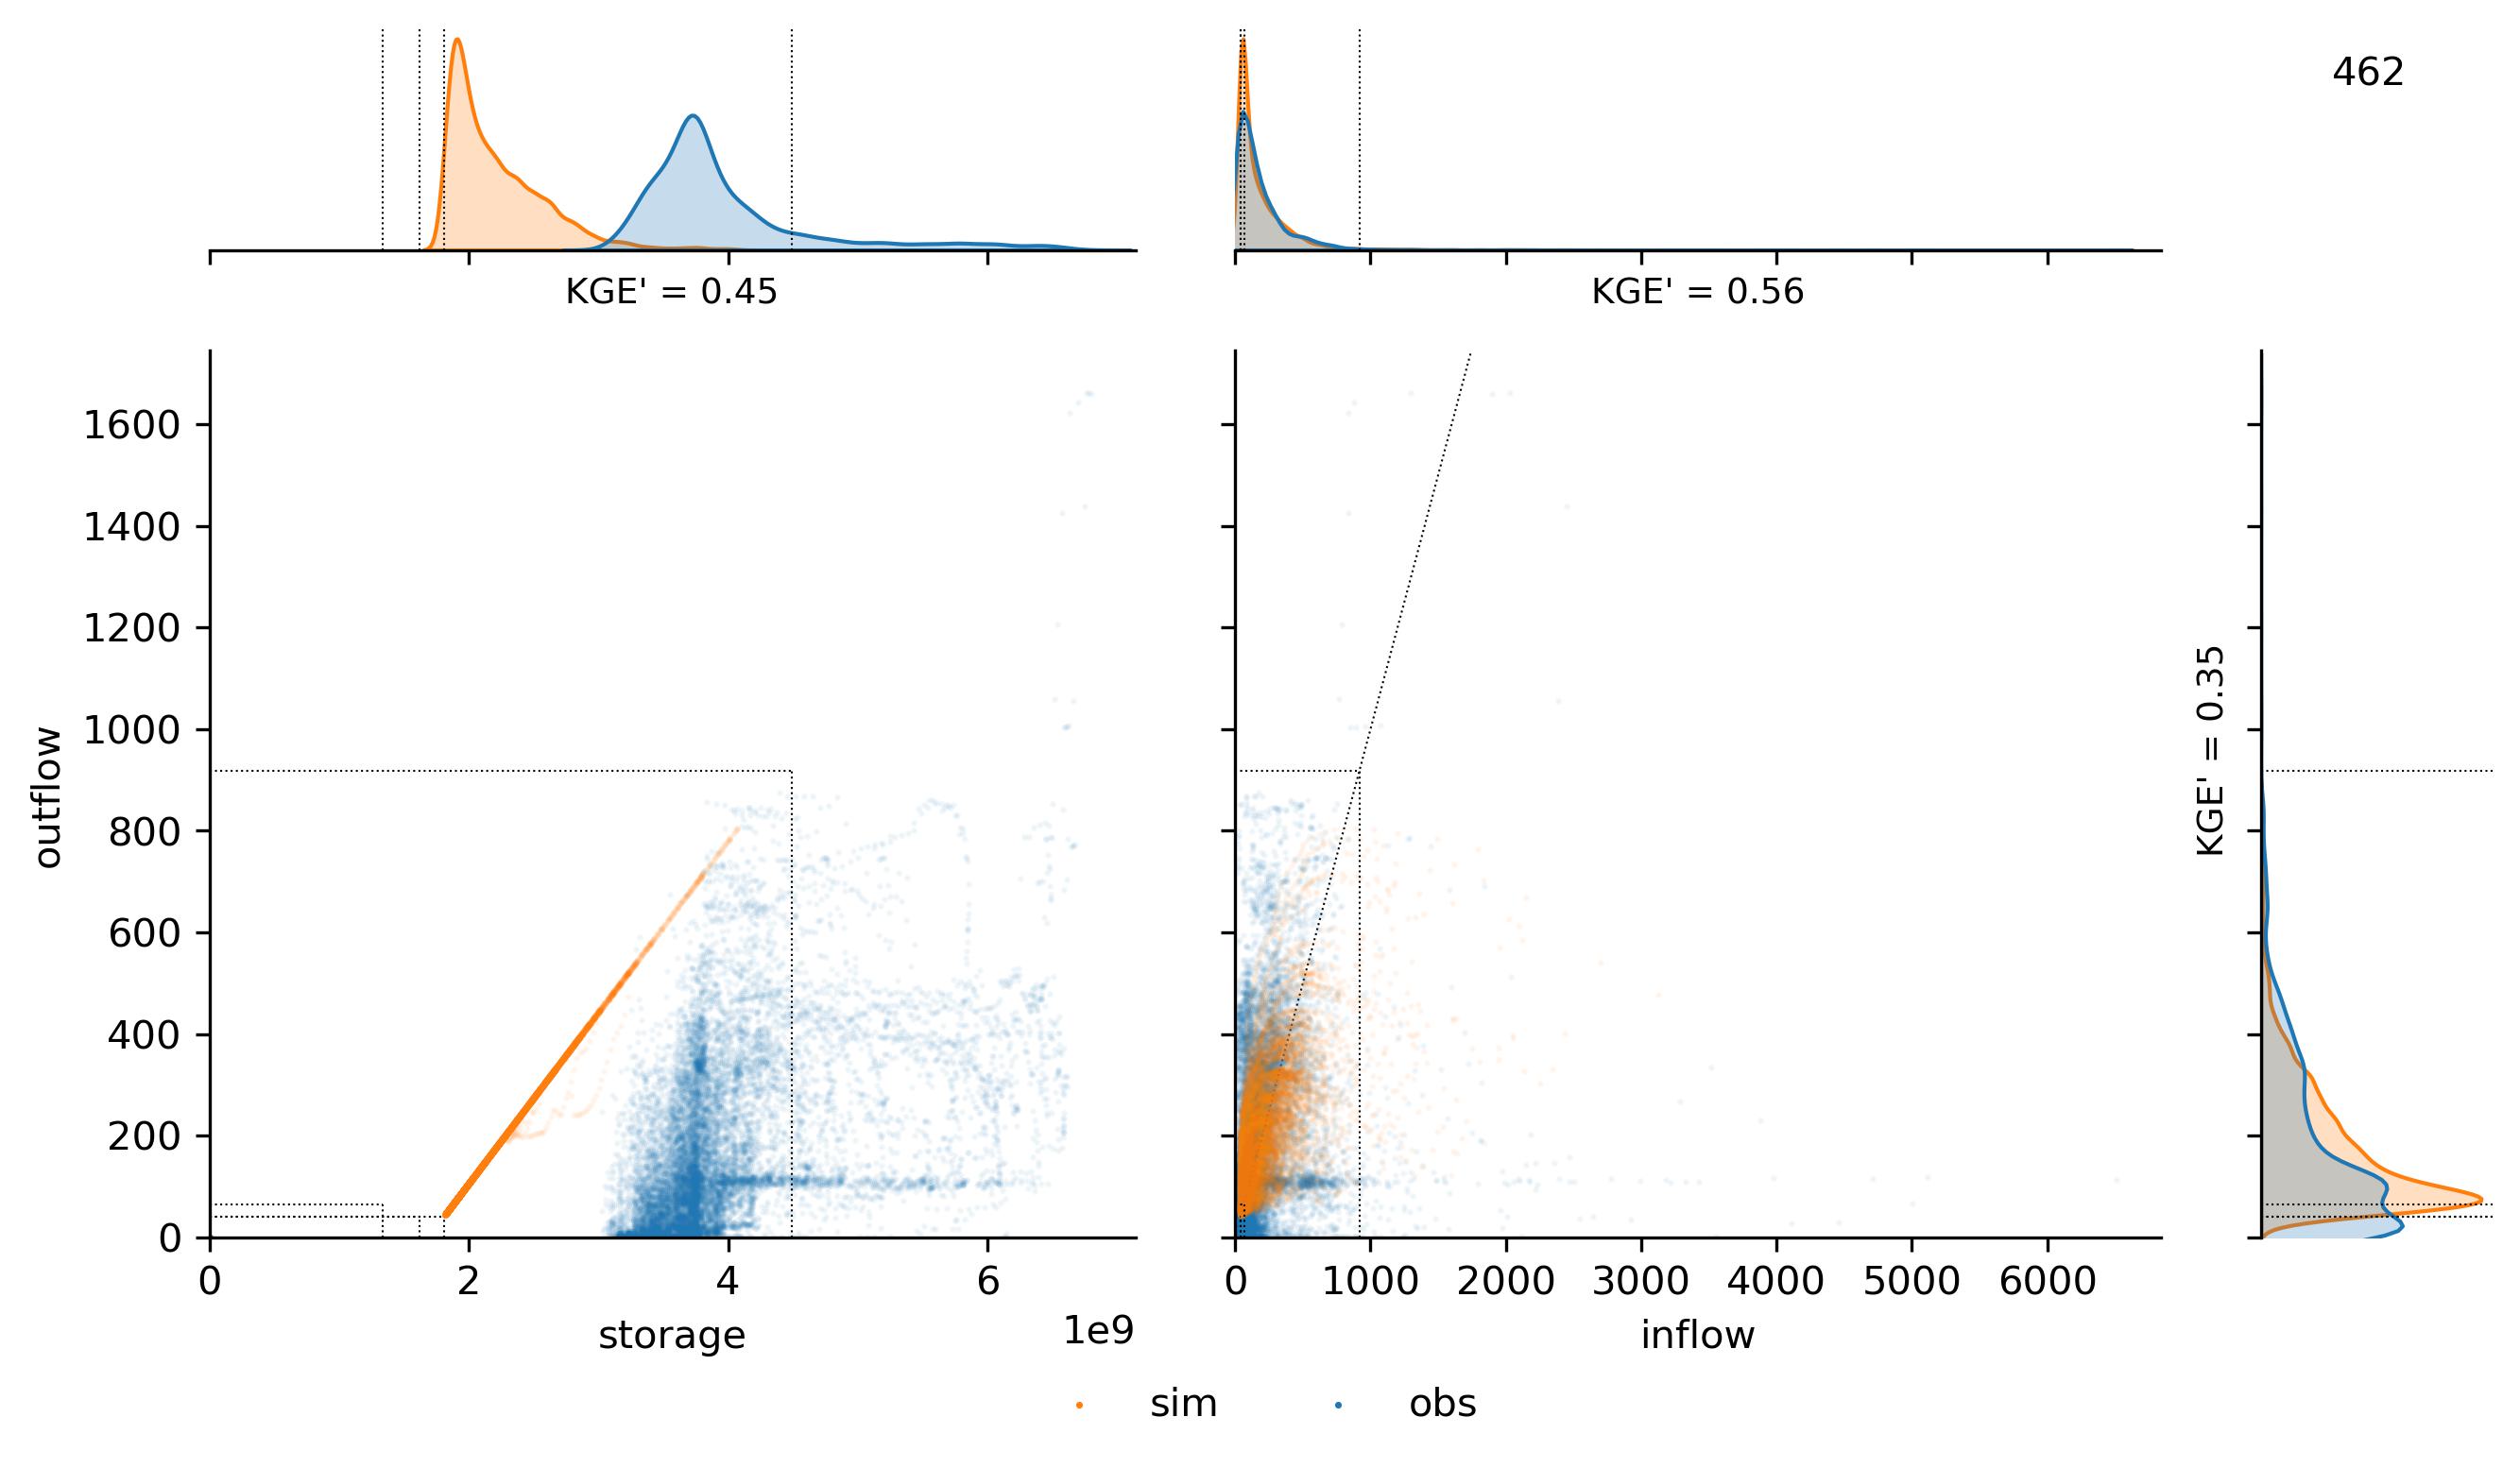 462
KGE' = 0.45
KGE' = 0.56
outflow
1600
1400
1200
1000
800
600
400
200
0
KGE' = 0.35
0 2 4 6
0 1000 2000 3000 4000 5000 6000
storage
1e9
inflow
sim obs